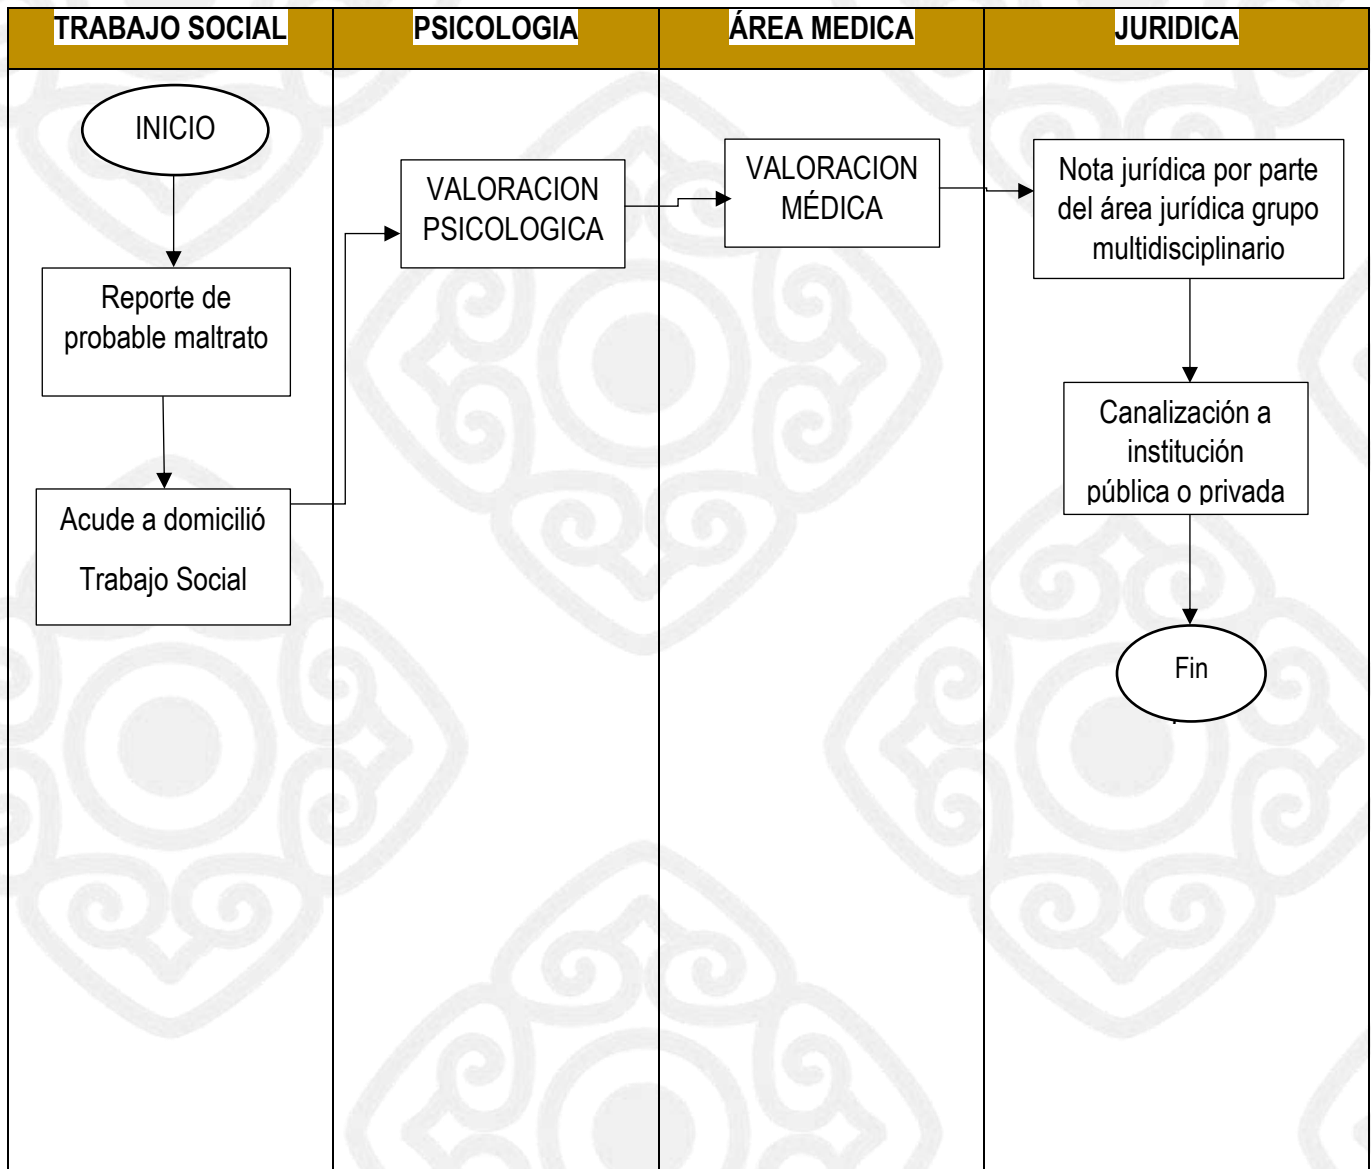 TRABAJO SOCIAL
PSICOLOGIA
ÁREA MEDICA
JURIDICA
INICIO
Reporte de
probable maltrato
Acude a domicilió
Trabajo Social
VALORACION
PSICOLOGICA
VALORACION
MÉDICA
Nota jurídica por parte
del área jurídica grupo
multidisciplinario
Canalización a
institución
pública o privada
Fin